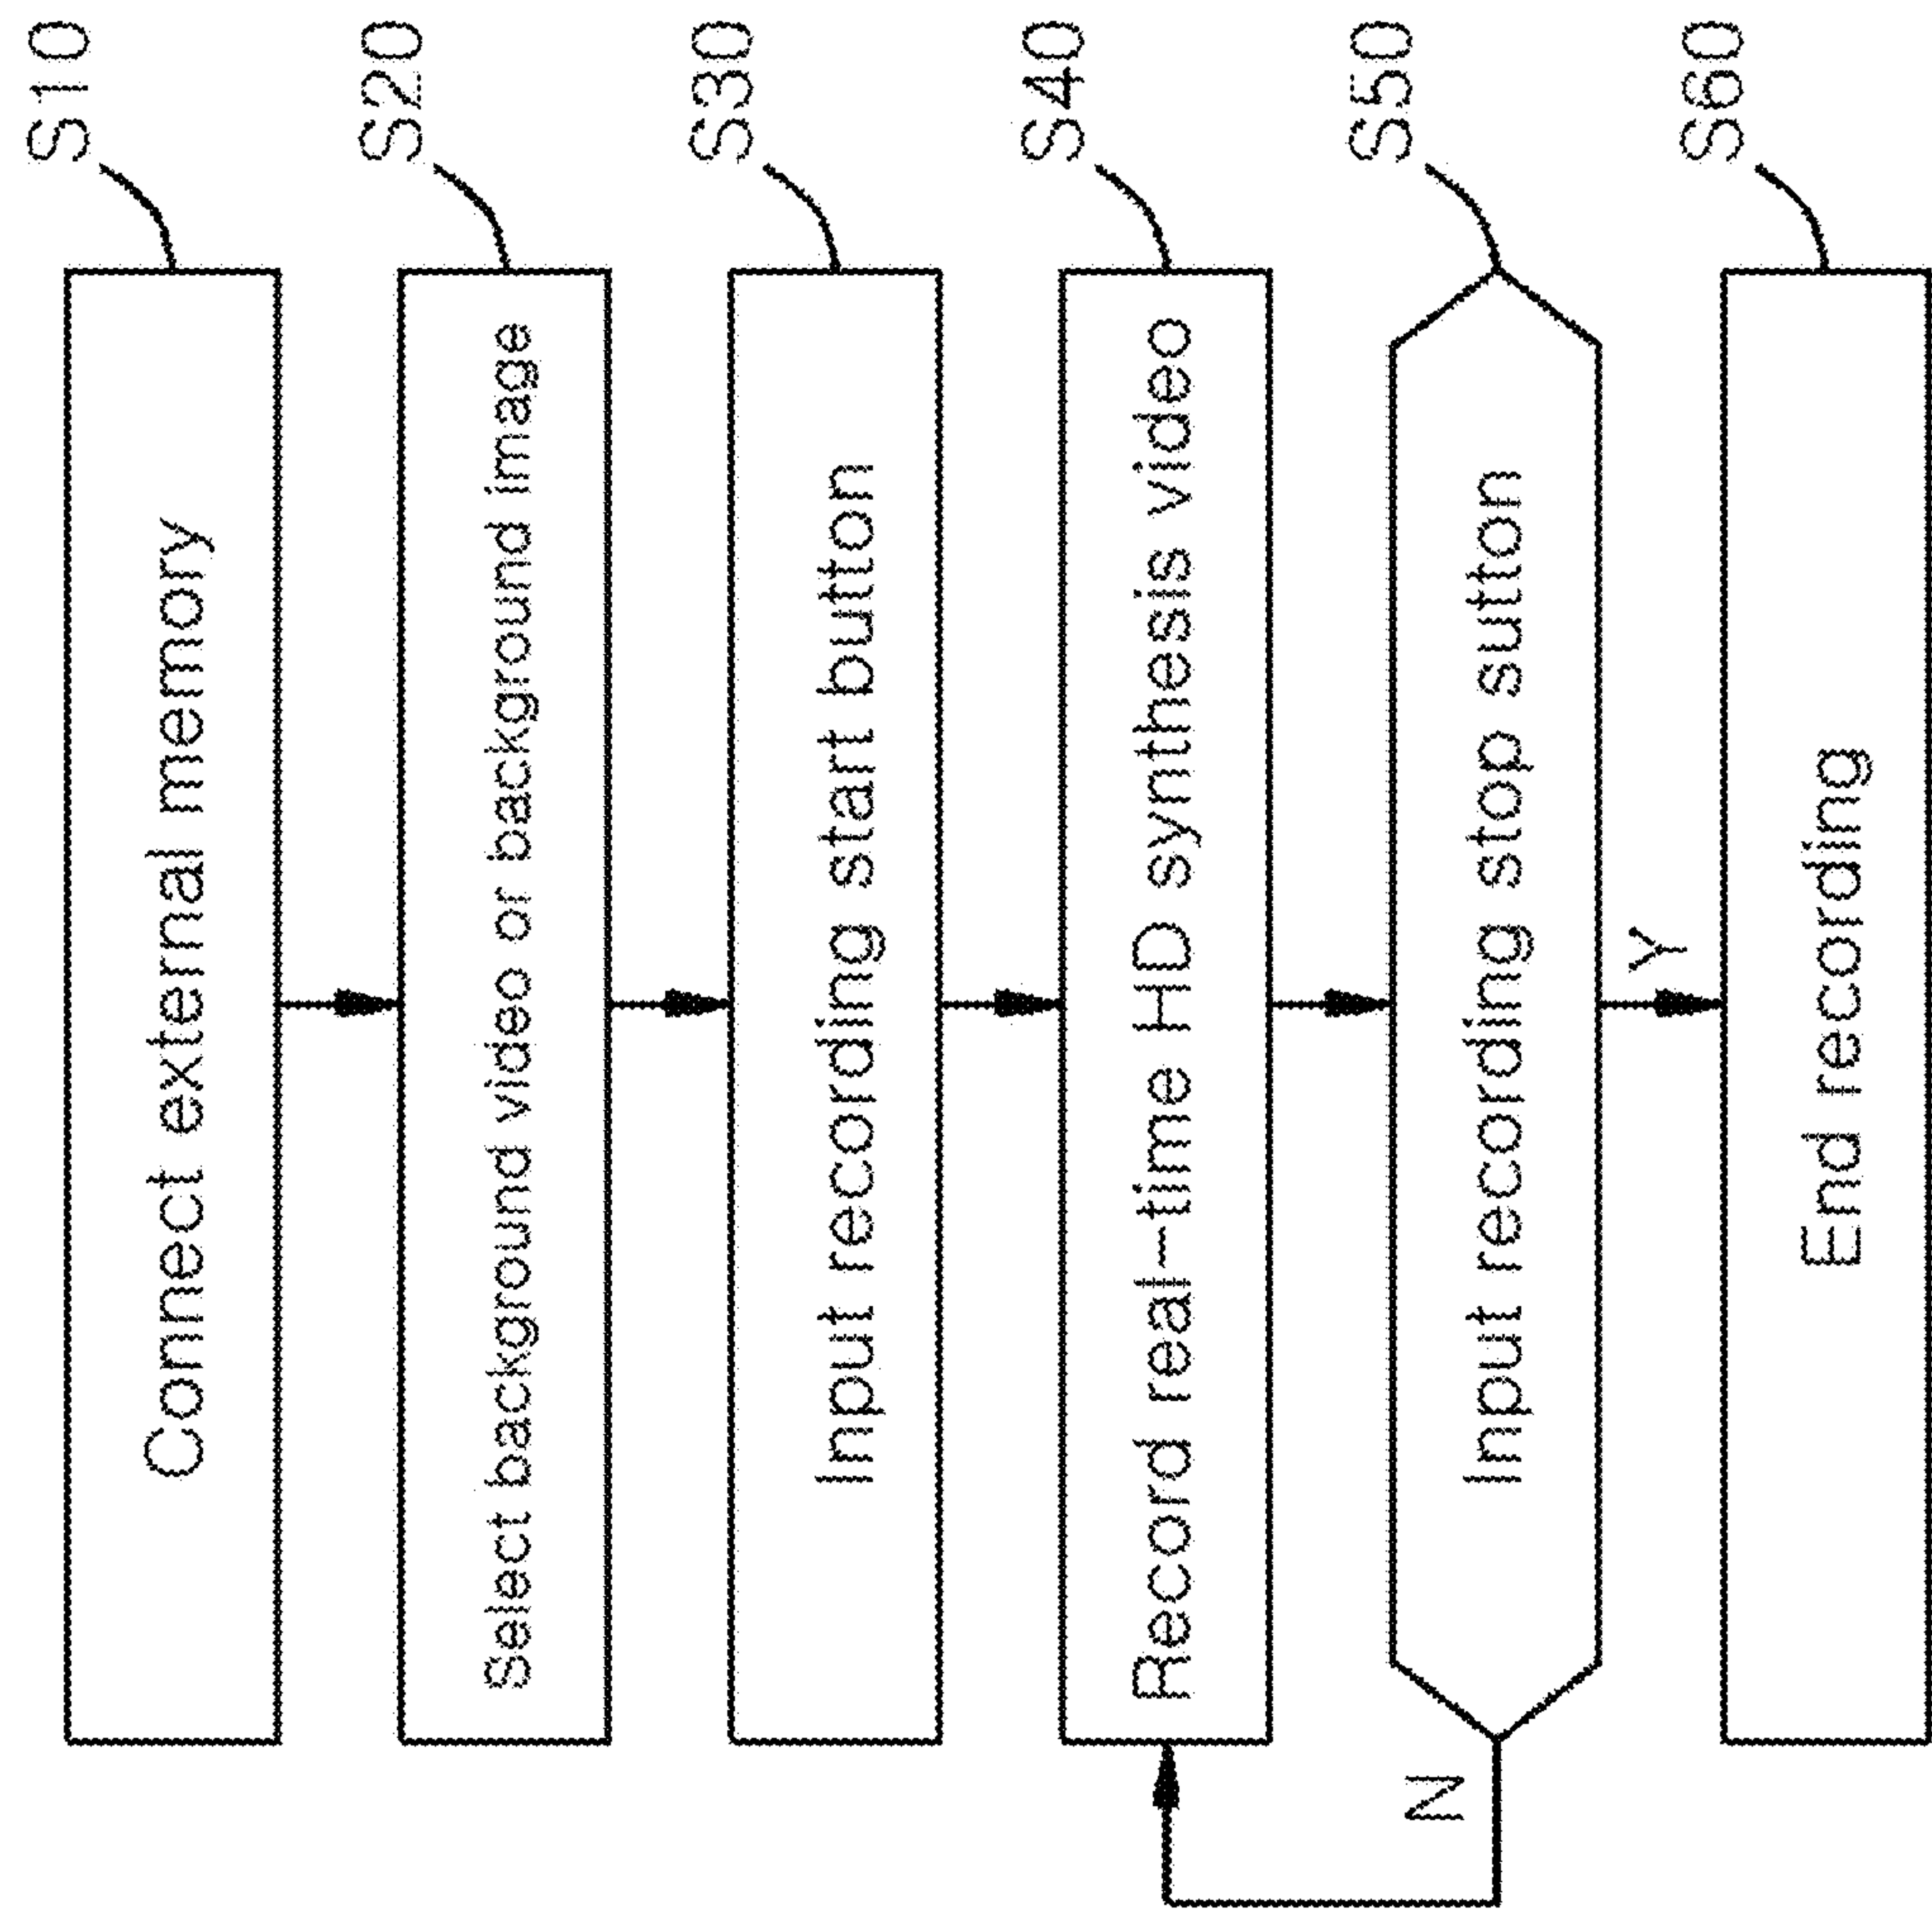 Connect external memory S10
Select background video or background image S20
Input recording start button S30
Record real-time HD synthesis video S40
Input recording stop sutton S50
N
Y
End recording S60